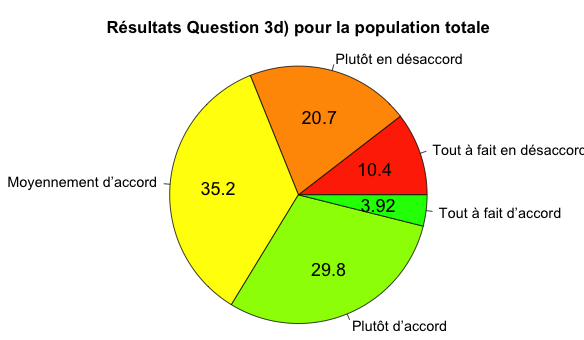 Résultats Question 3d) pour la population totale
Plutôt en désaccord
20.7
Tout à fait en désaccord
10.4
Moyennement d'accord
35.2
3.92
Tout à fait d'accord
29.8
Plutôt d'accord